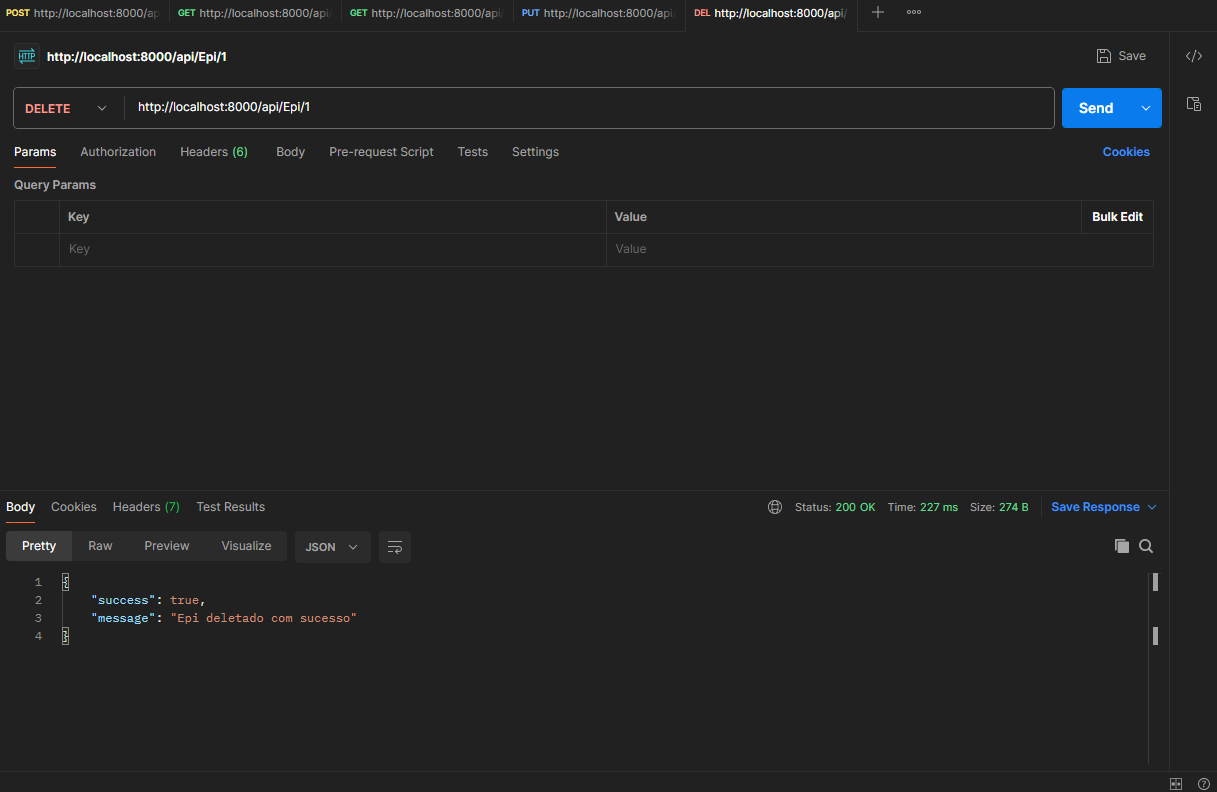 POST http://localhost:8000/ap GET http://localhost:8000/api/ GET http://localhost:8000/api/ PUT http://localhost:8000/api/ DEL http://localhost:8000/api/
HTTP http://localhost:8000/api/Epi/1 Save
DELETE http://localhost:8000/api/Epi/1 Send
Params Authorization Headers (6) Body Pre-request Script Tests Settings Cookies
Query Params
Key Value Bulk Edit
Key Value
Body Cookies Headers (7) Test Results Status: 200 OK Time: 227 ms Size: 274 B Save Response
Pretty Raw Preview Visualize JSON
1 {
2 "success": true,
3 "message": "Epi deletado com sucesso"
4 }